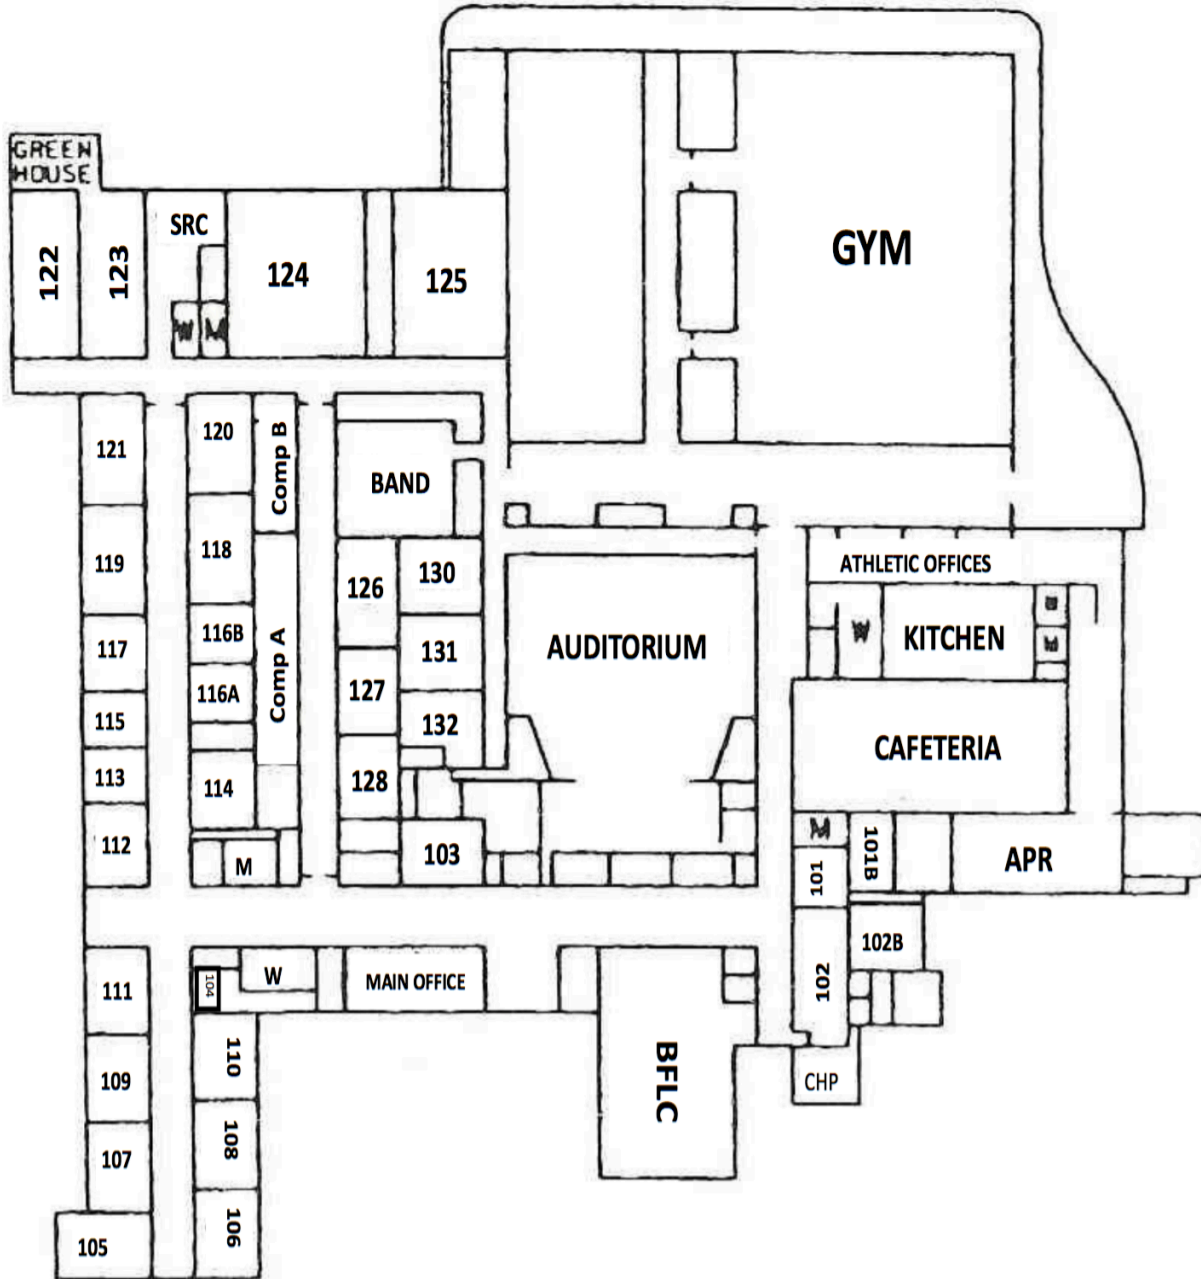 GREEN
HOUSE
122
123
SRC
W
M
124
125
GYM
121
120
Comp B
BAND
119
118
126
130
ATHLETIC OFFICES
117
116B
Comp A
131
AUDITORIUM
W
KITCHEN
115
116A
127
132
113
114
128
CAFETERIA
112
M
103
M
101
101B
APR
102
102B
111
104
W
MAIN OFFICE
109
110
BFLC
CHP
107
108
105
106